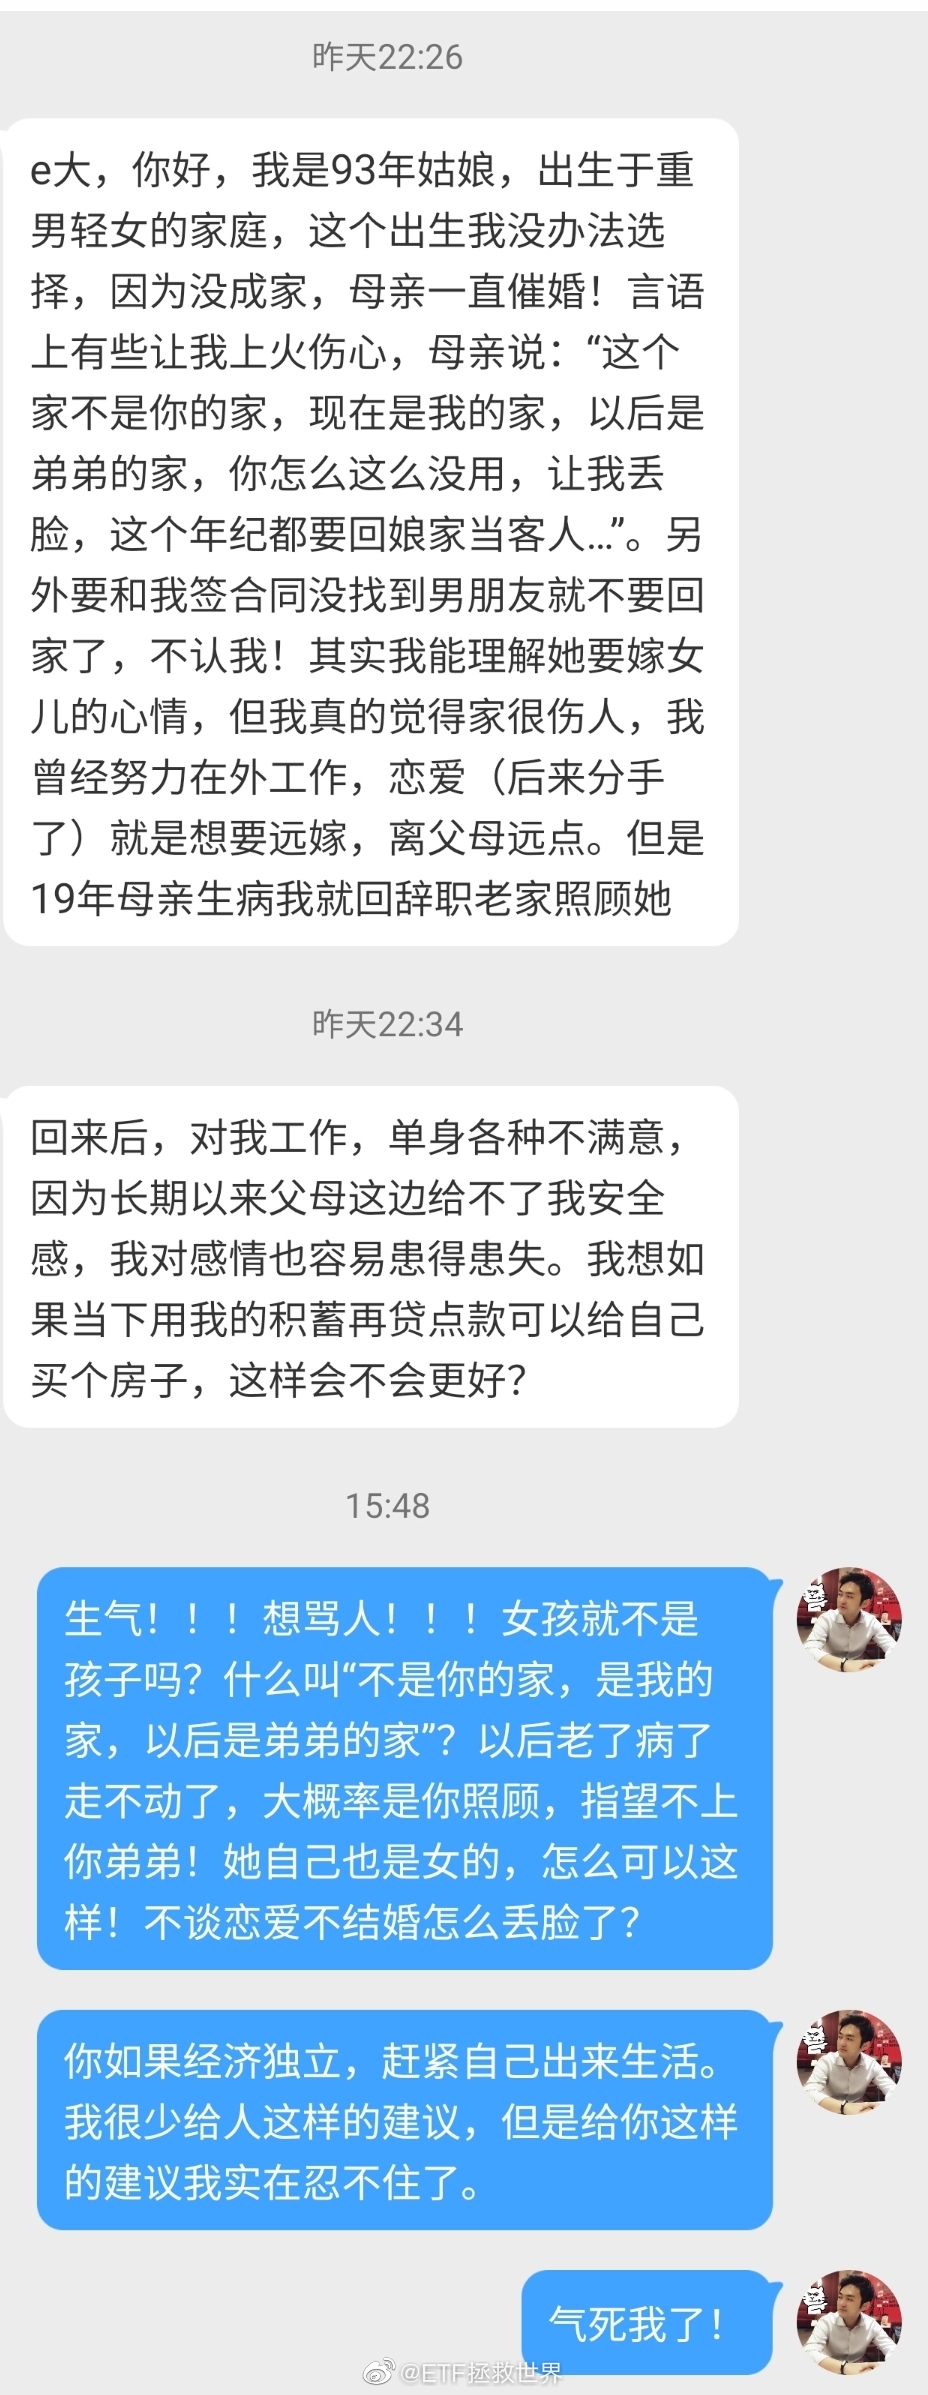 昨天22:26
e大，你好，我是93年姑娘，出生于重
男轻女的家庭，这个出生我没办法选
择，因为没成家，母亲一直催婚！言语
上有些让我上火伤心，母亲说：“这个
家不是你的家，现在是我的家，以后是
弟弟的家，你怎么这么没用，让我丢
脸，这个年纪都要回娘家当客人...”。另
外要和我签合同没找到男朋友就不要回
家了，不认我！其实我能理解她要嫁女
儿的心情，但我真的觉得家很伤人，我
曾经努力在外工作，恋爱（后来分手
了）就是想要远嫁，离父母远点。但是
19年母亲生病我就回辞职老家照顾她
昨天22:34
回来后，对我工作，单身各种不满意，
因为长期以来父母这边给不了我安全
感，我对感情也容易患得患失。我想如
果当下用我的积蓄再贷点款可以给自己
买个房子，这样会不会更好？
15:48
生气！！！想骂人！！！女孩就不是
孩子吗？什么叫“不是你的家，是我的
家，以后是弟弟的家”？以后老了病了
走不动了，大概率是你照顾，指望不上
你弟弟！她自己也是女的，怎么可以这
样！不谈恋爱不结婚怎么丢脸了？
你如果经济独立，赶紧自己出来生活。
我很少给人这样的建议，但是给你这样
的建议我实在忍不住了。
气死我了！
@ETF拯救世界